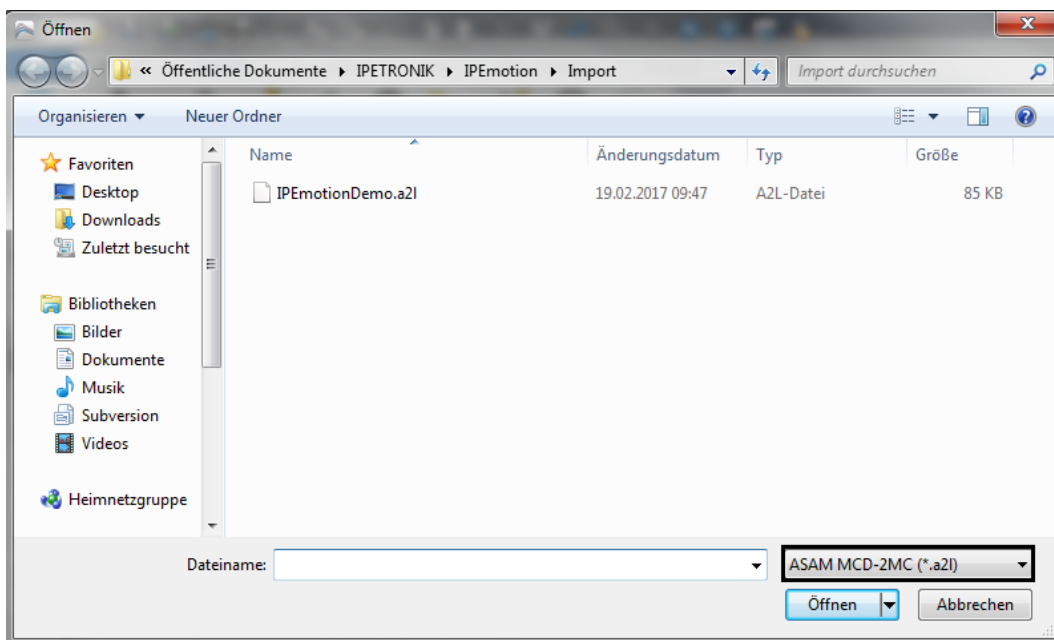 Öffnen
« Öffentliche Dokumente ▸ IPETRONIK ▸ IPEmotion ▸ Import
Import durchsuchen
Organisieren
Neuer Ordner
Name
Änderungsdatum
Typ
Größe
IPEmotionDemo.a2l
19.02.2017 09:47
A2L-Datei
85 KB
Favoriten
Desktop
Downloads
Zuletzt besucht
Bibliotheken
Bilder
Dokumente
Musik
Subversion
Videos
Heimnetzgruppe
Dateiname:
ASAM MCD-2MC (*.a2l)
Öffnen
Abbrechen